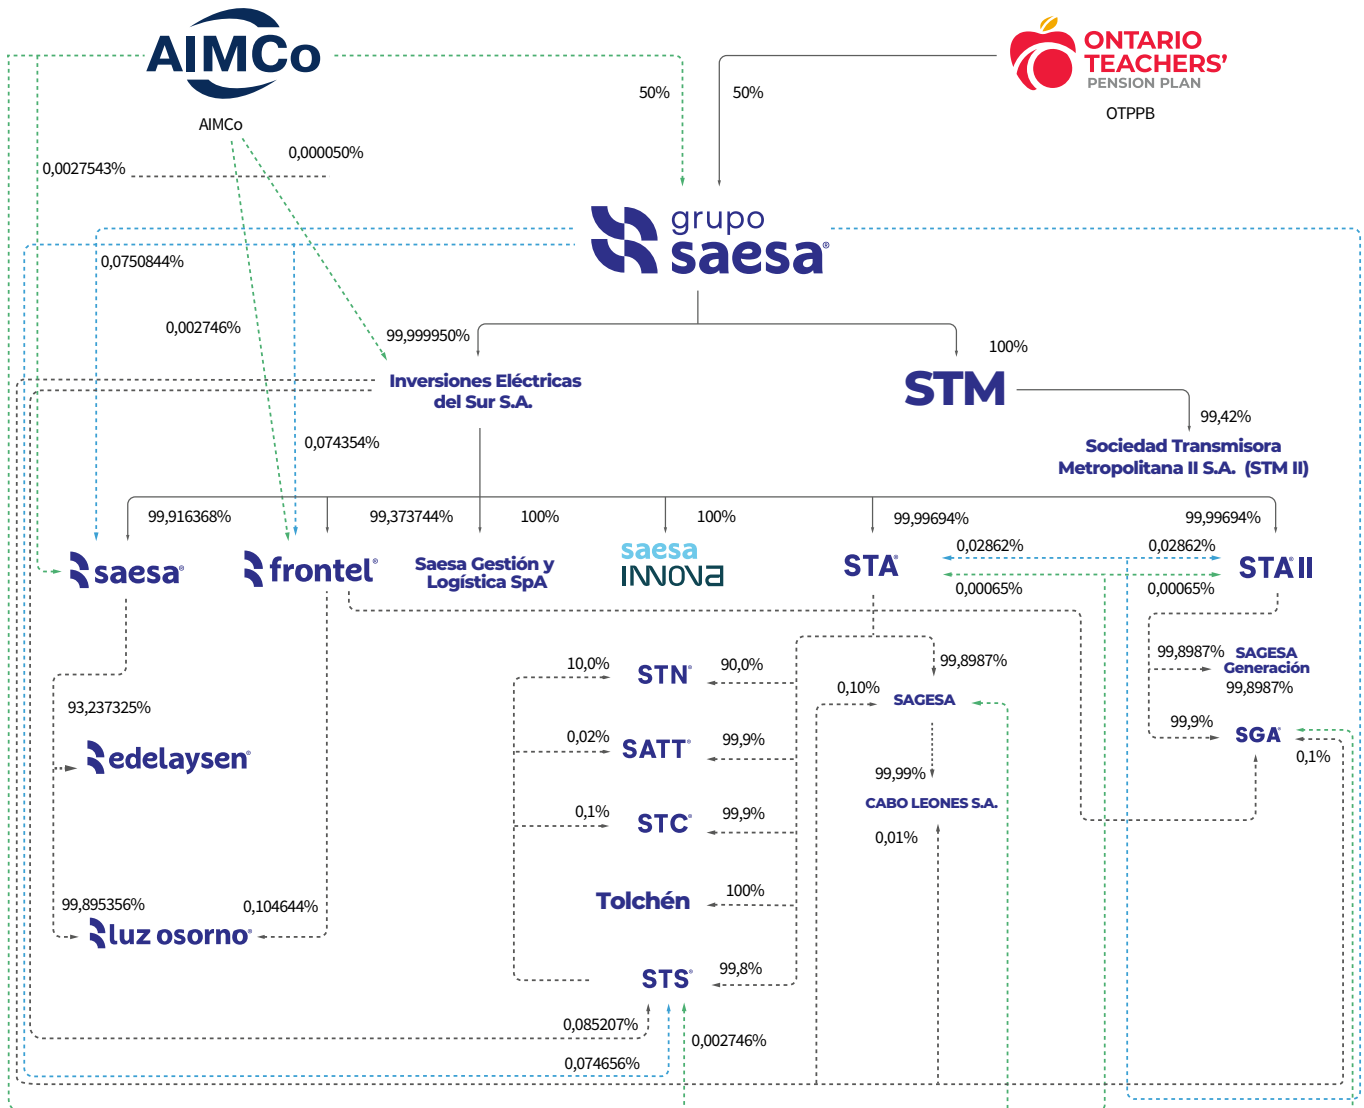 AIMCo
ONTARIO
TEACHERS'
PENSION PLAN
50%
50%
AIMCo
OTPPB
0,000050%
0,0027543%
grupo
saesa®
0,0750844%
0,002746%
99,999950%
100%
Inversiones Eléctricas
del Sur S.A.
STM
99,42%
0,074354%
Sociedad Transmisora
Metropolitana II S.A. (STM II)
99,916368%
99,373744%
100%
100%
99,99694%
99,99694%
saesa®
frontel®
Saesa Gestión y
Logística SpA
saesa
INNOVA
STA®
0,02862%
0,02862%
STA® II
0,00065%
0,00065%
10,0%
STN®
90,0%
99,8987%
99,8987%
SAGESA
Generación
99,8987%
0,10%
SAGESA
93,237325%
99,9%
SGA®
0,1%
0,02%
SATT®
99,9%
edelaysen®
99,99%
CABO LEONES S.A.
0,1%
STC®
99,9%
0,01%
100%
Tolchén
99,895356%
0,104644%
luz osorno®
99,8%
STS®
0,085207%
0,002746%
0,074656%